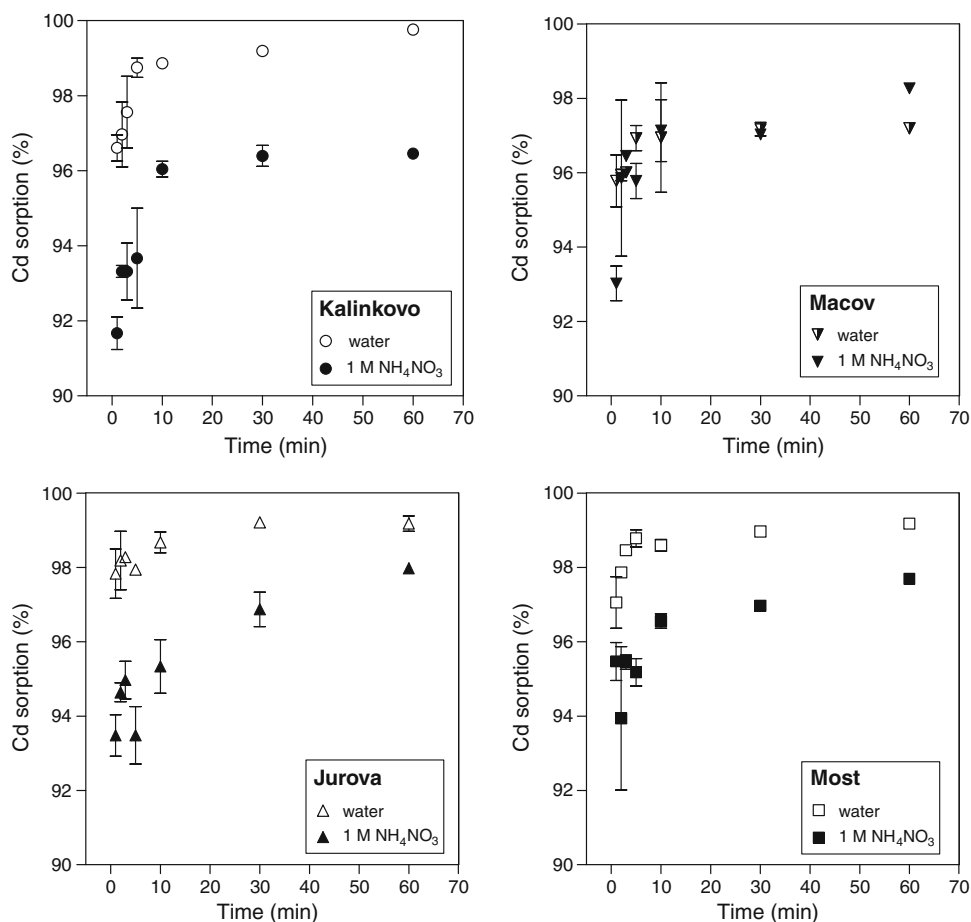 100
98
96
94
92
90
Cd sorption (%)
Kalinkovo
water
1 M NH₄NO₃
0 10 20 30 40 50 60 70
Time (min)
100
98
96
94
92
90
Cd sorption (%)
Macov
water
1 M NH₄NO₃
0 10 20 30 40 50 60 70
Time (min)
100
98
96
94
92
90
Cd sorption (%)
Jurova
water
1 M NH₄NO₃
0 10 20 30 40 50 60 70
Time (min)
100
98
96
94
92
90
Cd sorption (%)
Most
water
1 M NH₄NO₃
0 10 20 30 40 50 60 70
Time (min)